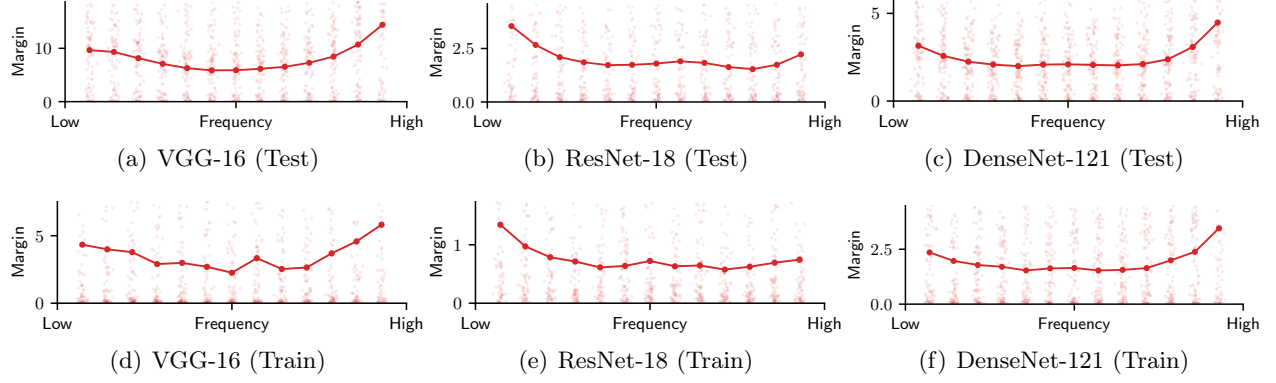 Margin
10
0
Low Frequency High
(a) VGG-16 (Test)
Margin
2.5
0.0
Low Frequency High
(b) ResNet-18 (Test)
Margin
5
0
Low Frequency High
(c) DenseNet-121 (Test)
Margin
5
0
Low Frequency High
(d) VGG-16 (Train)
Margin
1
0
Low Frequency High
(e) ResNet-18 (Train)
Margin
2.5
0.0
Low Frequency High
(f) DenseNet-121 (Train)